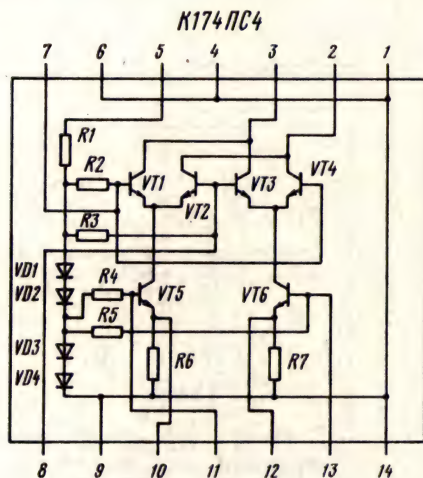 К174ПС4
7 6 5 4 3 2 1
R1
R2 VT1 VT2 VT3 VT4
R3
VD1
VD2 R4 VT5 VT6
R5
VD3 R6 R7
VD4
8 9 10 11 12 13 14